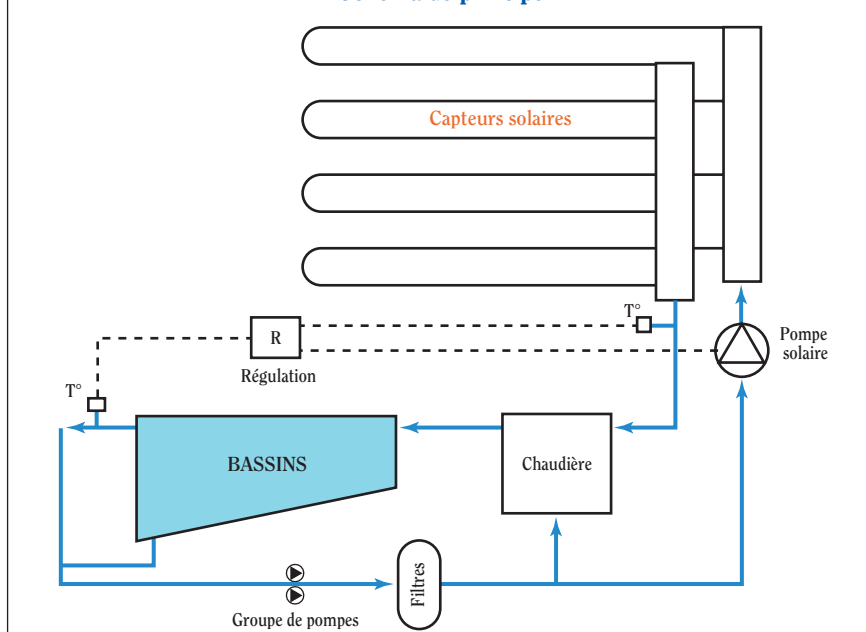 Capteurs solaires
T°
R
Régulation
Pompe
solaire
T°
BASSINS
Chaudière
Filtres
Groupe de pompes